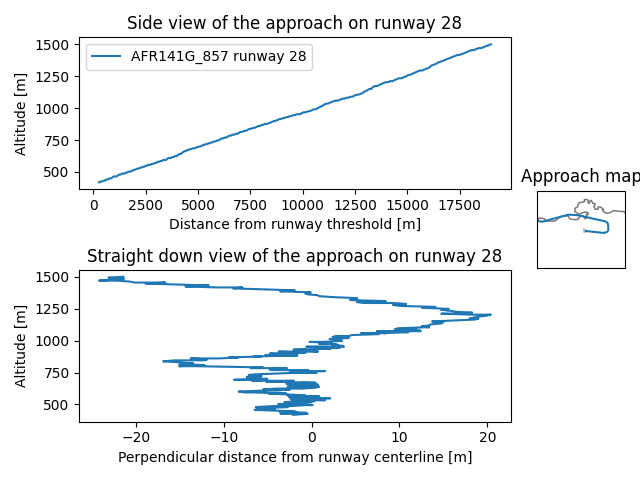 Side view of the approach on runway 28
1500
1250
1000
750
500
Altitude [m]
AFR141G_857 runway 28
0 2500 5000 7500 10000 12500 15000 17500
Distance from runway threshold [m]
Approach map
Straight down view of the approach on runway 28
1500
1250
1000
750
500
Altitude [m]
−20 −10 0 10 20
Perpendicular distance from runway centerline [m]